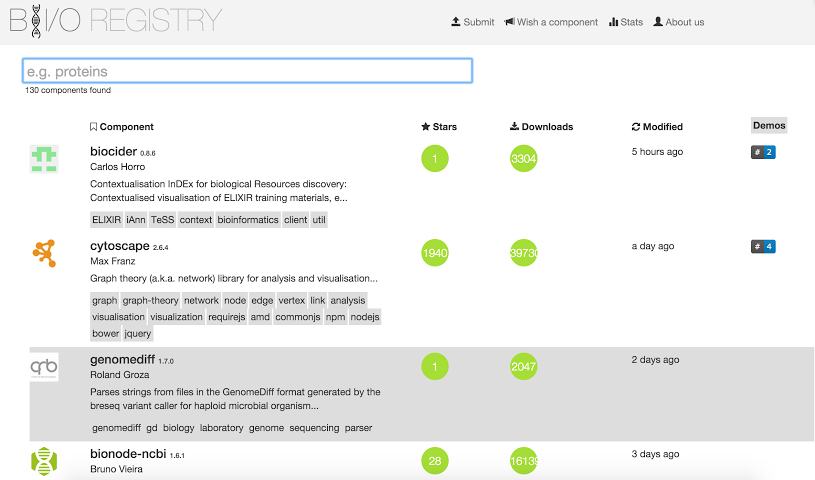 BI/O REGISTRY
Submit Wish a component Stats About us
e.g. proteins
130 components found
Component Stars Downloads Modified Demos
biocider 0.8.6 1 3304 5 hours ago # 2
Carlos Horro
Contextualisation InDEx for biological Resources discovery:
Contextualised visualisation of ELIXIR training materials, e...
ELIXIR iAnn TeSS context bioinformatics client util
cytoscape 2.6.4 1940 39730 a day ago # 4
Max Franz
Graph theory (a.k.a. network) library for analysis and visualisation...
graph graph-theory network node edge vertex link analysis
visualisation visualization requirejs amd commonjs npm nodejs
bower jquery
qrb genomediff 1.7.0 1 2047 2 days ago
Roland Groza
Parses strings from files in the GenomeDiff format generated by the
breseq variant caller for haploid microbial organism...
genomediff gd biology laboratory genome sequencing parser
bionode-ncbi 1.6.1 28 16139 3 days ago
Bruno Vieira